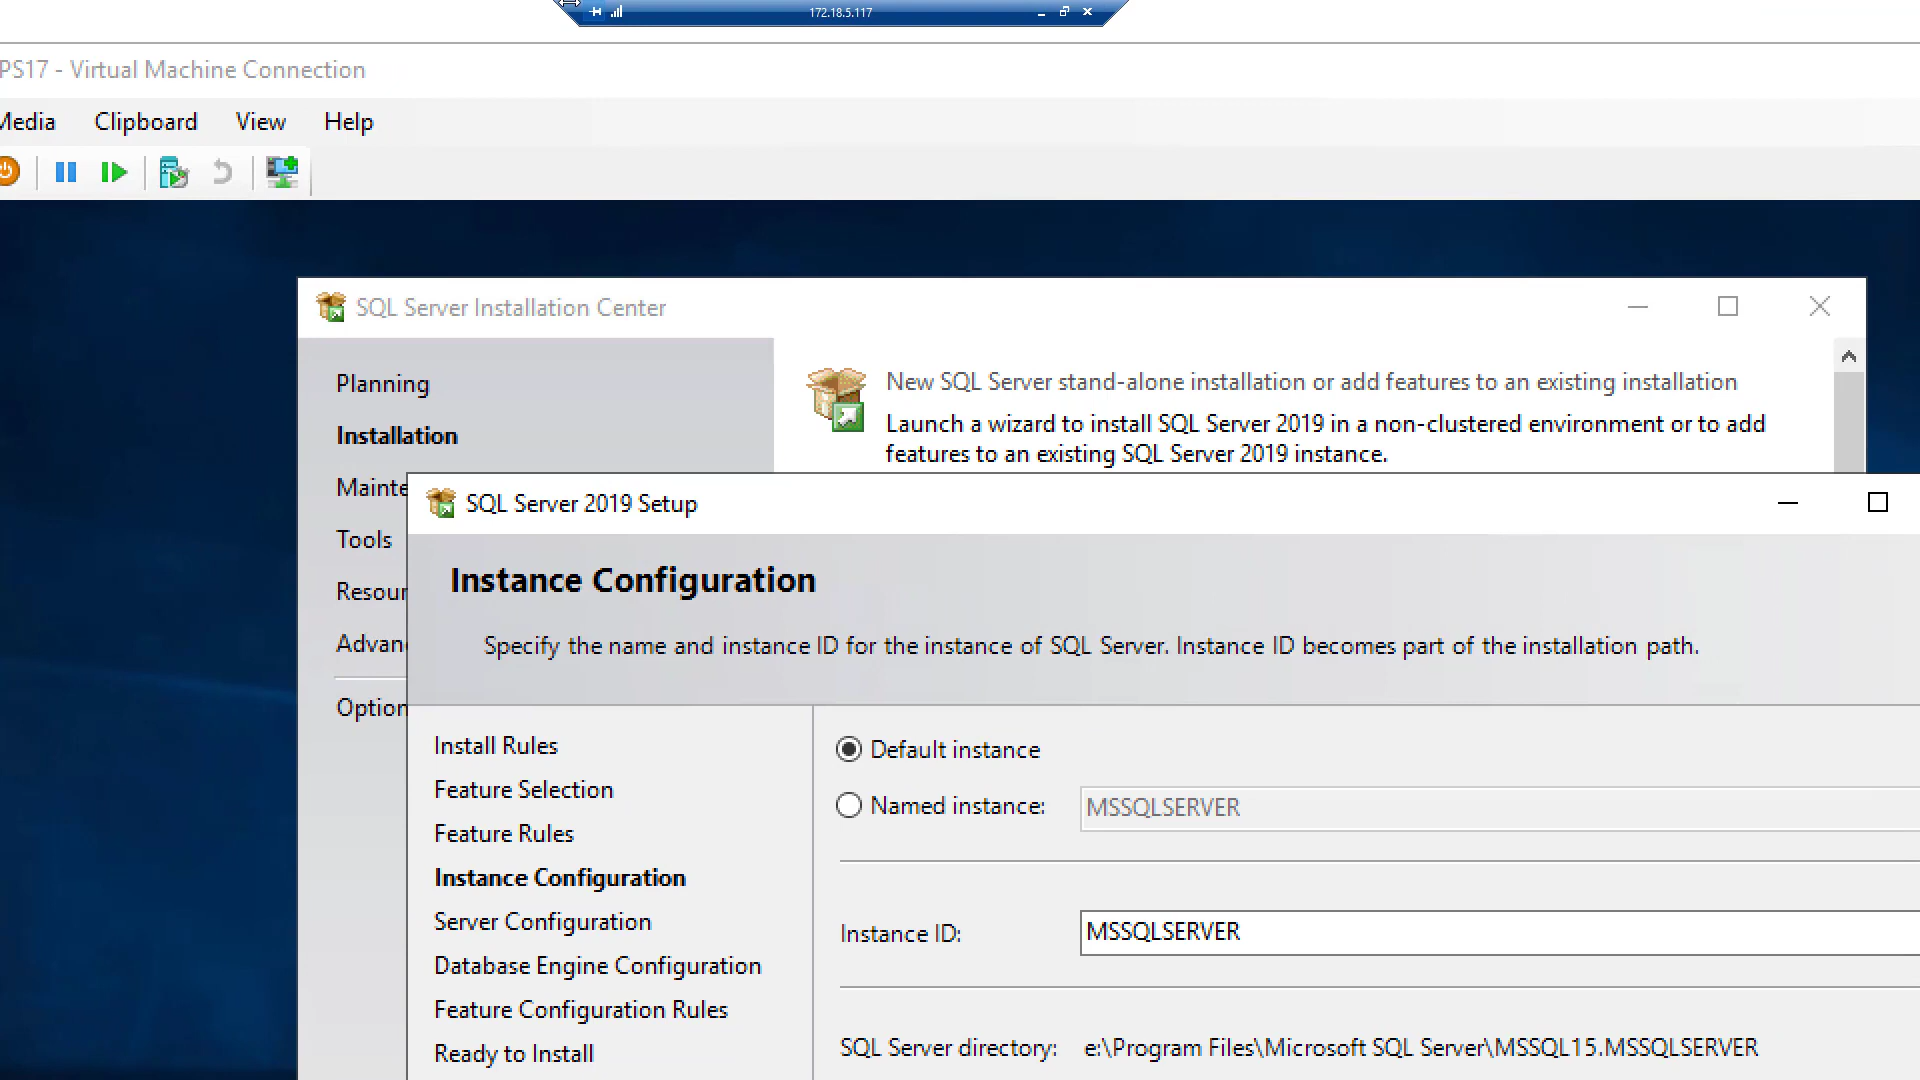 172.18.5.117
PS17 - Virtual Machine Connection
Media Clipboard View Help
SQL Server Installation Center
Planning
Installation
Mainte
Tools
Resour
Advan
Option
New SQL Server stand-alone installation or add features to an existing installation
Launch a wizard to install SQL Server 2019 in a non-clustered environment or to add
features to an existing SQL Server 2019 instance.
SQL Server 2019 Setup
Instance Configuration
Specify the name and instance ID for the instance of SQL Server. Instance ID becomes part of the installation path.
Install Rules
Feature Selection
Feature Rules
Instance Configuration
Server Configuration
Database Engine Configuration
Feature Configuration Rules
Ready to Install
Default instance
Named instance: MSSQLSERVER
Instance ID: MSSQLSERVER
SQL Server directory: e:\Program Files\Microsoft SQL Server\MSSQL15.MSSQLSERVER